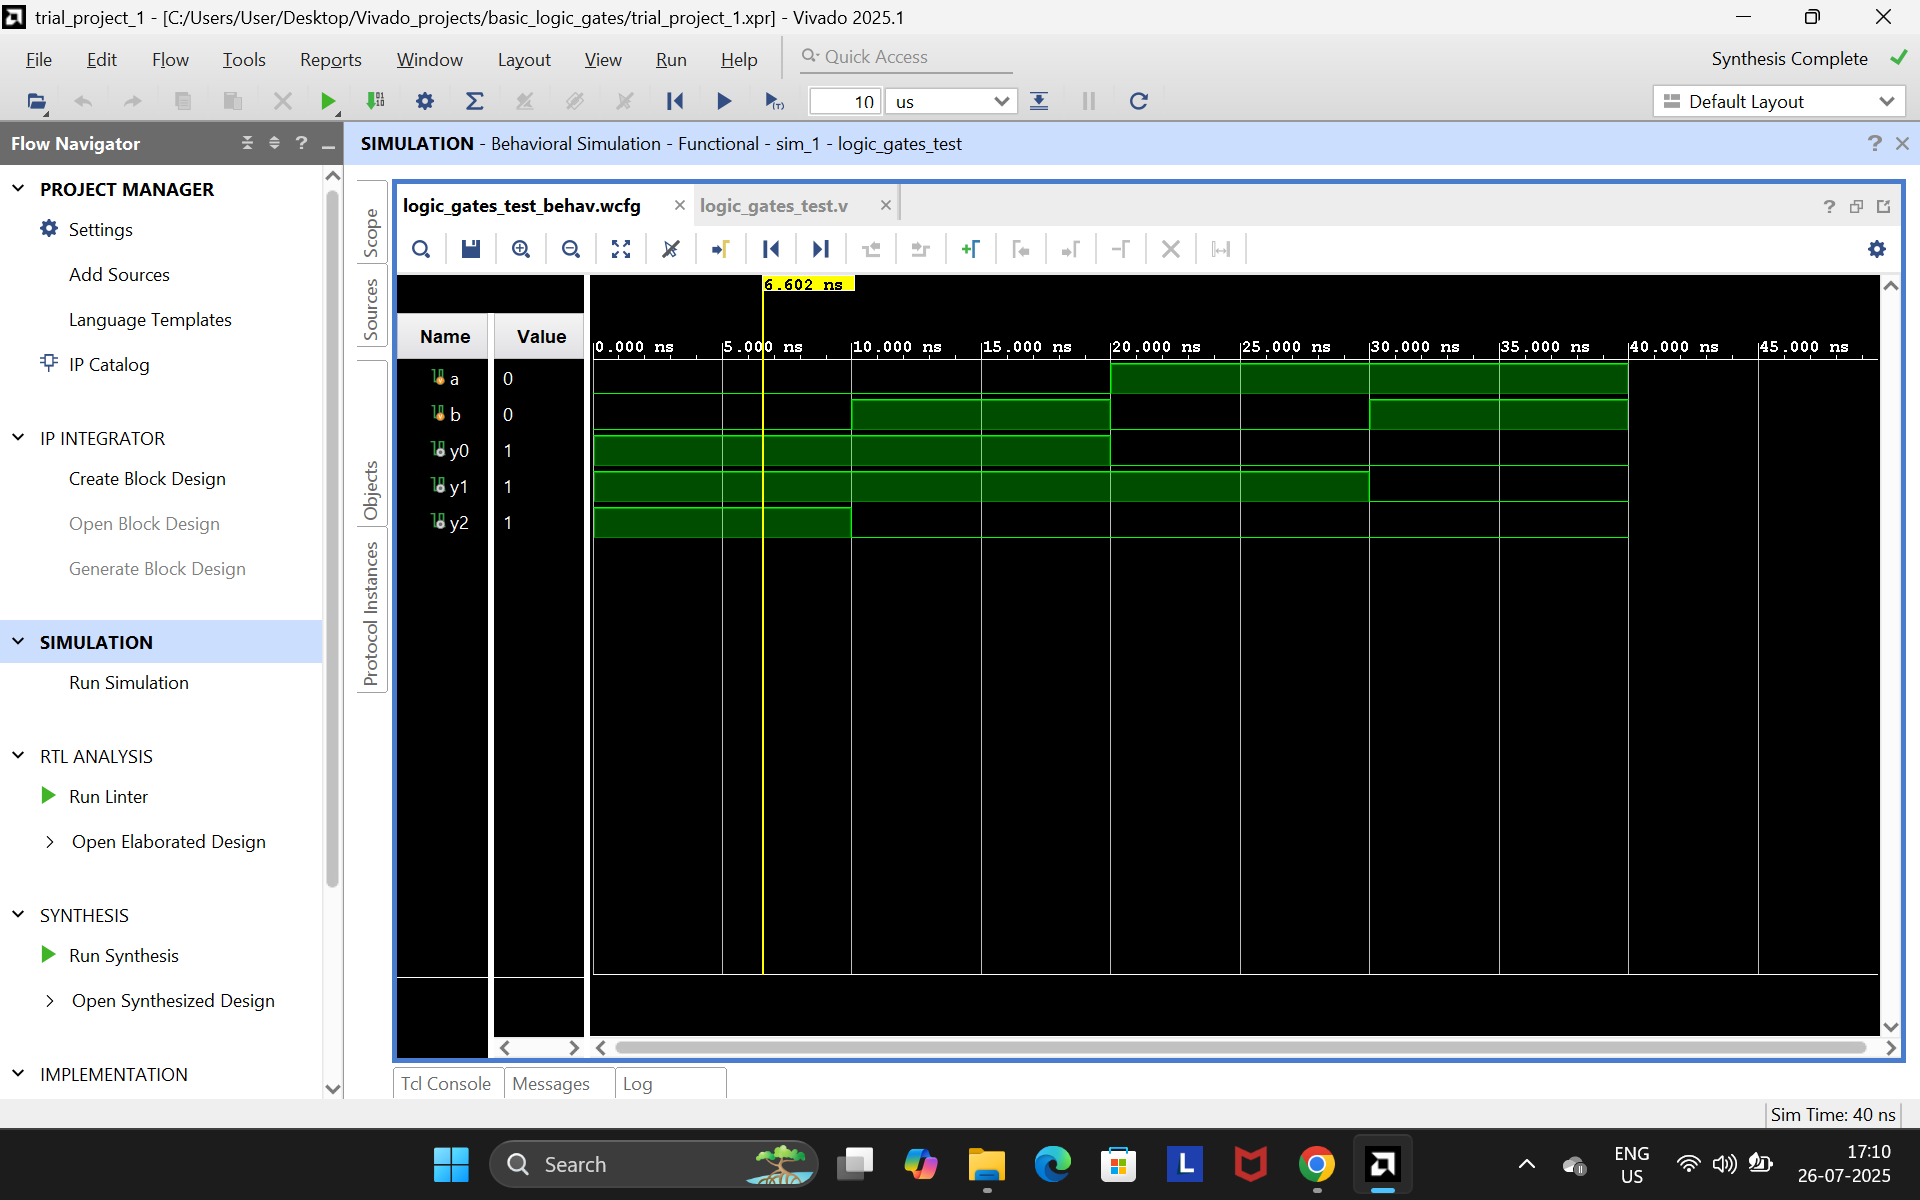 trial_project_1 - [C:/Users/User/Desktop/Vivado_projects/basic_logic_gates/trial_project_1.xpr] - Vivado 2025.1
File Edit Flow Tools Reports Window Layout View Run Help Quick Access
Synthesis Complete
10 us
Default Layout
Flow Navigator
SIMULATION - Behavioral Simulation - Functional - sim_1 - logic_gates_test
PROJECT MANAGER
Settings
Add Sources
Language Templates
IP Catalog
IP INTEGRATOR
Create Block Design
Open Block Design
Generate Block Design
SIMULATION
Run Simulation
RTL ANALYSIS
Run Linter
Open Elaborated Design
SYNTHESIS
Run Synthesis
Open Synthesized Design
IMPLEMENTATION
Scope
Sources
Objects
Protocol Instances
logic_gates_test_behav.wcfg logic_gates_test.v
6.602 ns
Name Value
0.000 ns 5.000 ns 10.000 ns 15.000 ns 20.000 ns 25.000 ns 30.000 ns 35.000 ns 40.000 ns 45.000 ns
a 0
b 0
y0 1
y1 1
y2 1
Tcl Console Messages Log
Sim Time: 40 ns
Search
L
ENG
US
17:10
26-07-2025